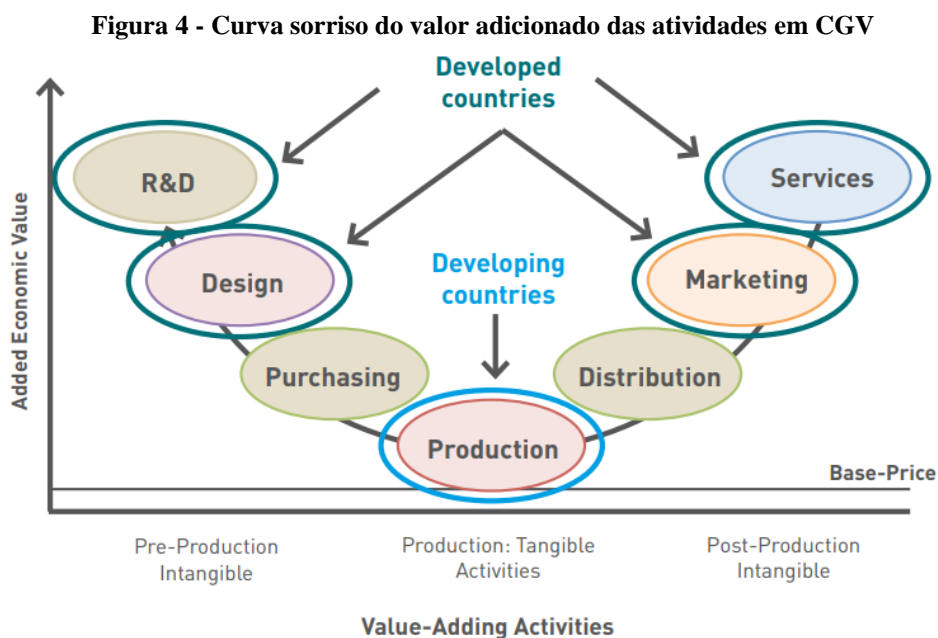 Figura 4 - Curva sorriso do valor adicionado das atividades em CGV
Developed
countries
R&D
Services
Design
Developing
countries
Marketing
Purchasing
Distribution
Production
Base-Price
Added Economic Value
Pre-Production
Intangible
Production: Tangible
Activities
Post-Production
Intangible
Value-Adding Activities